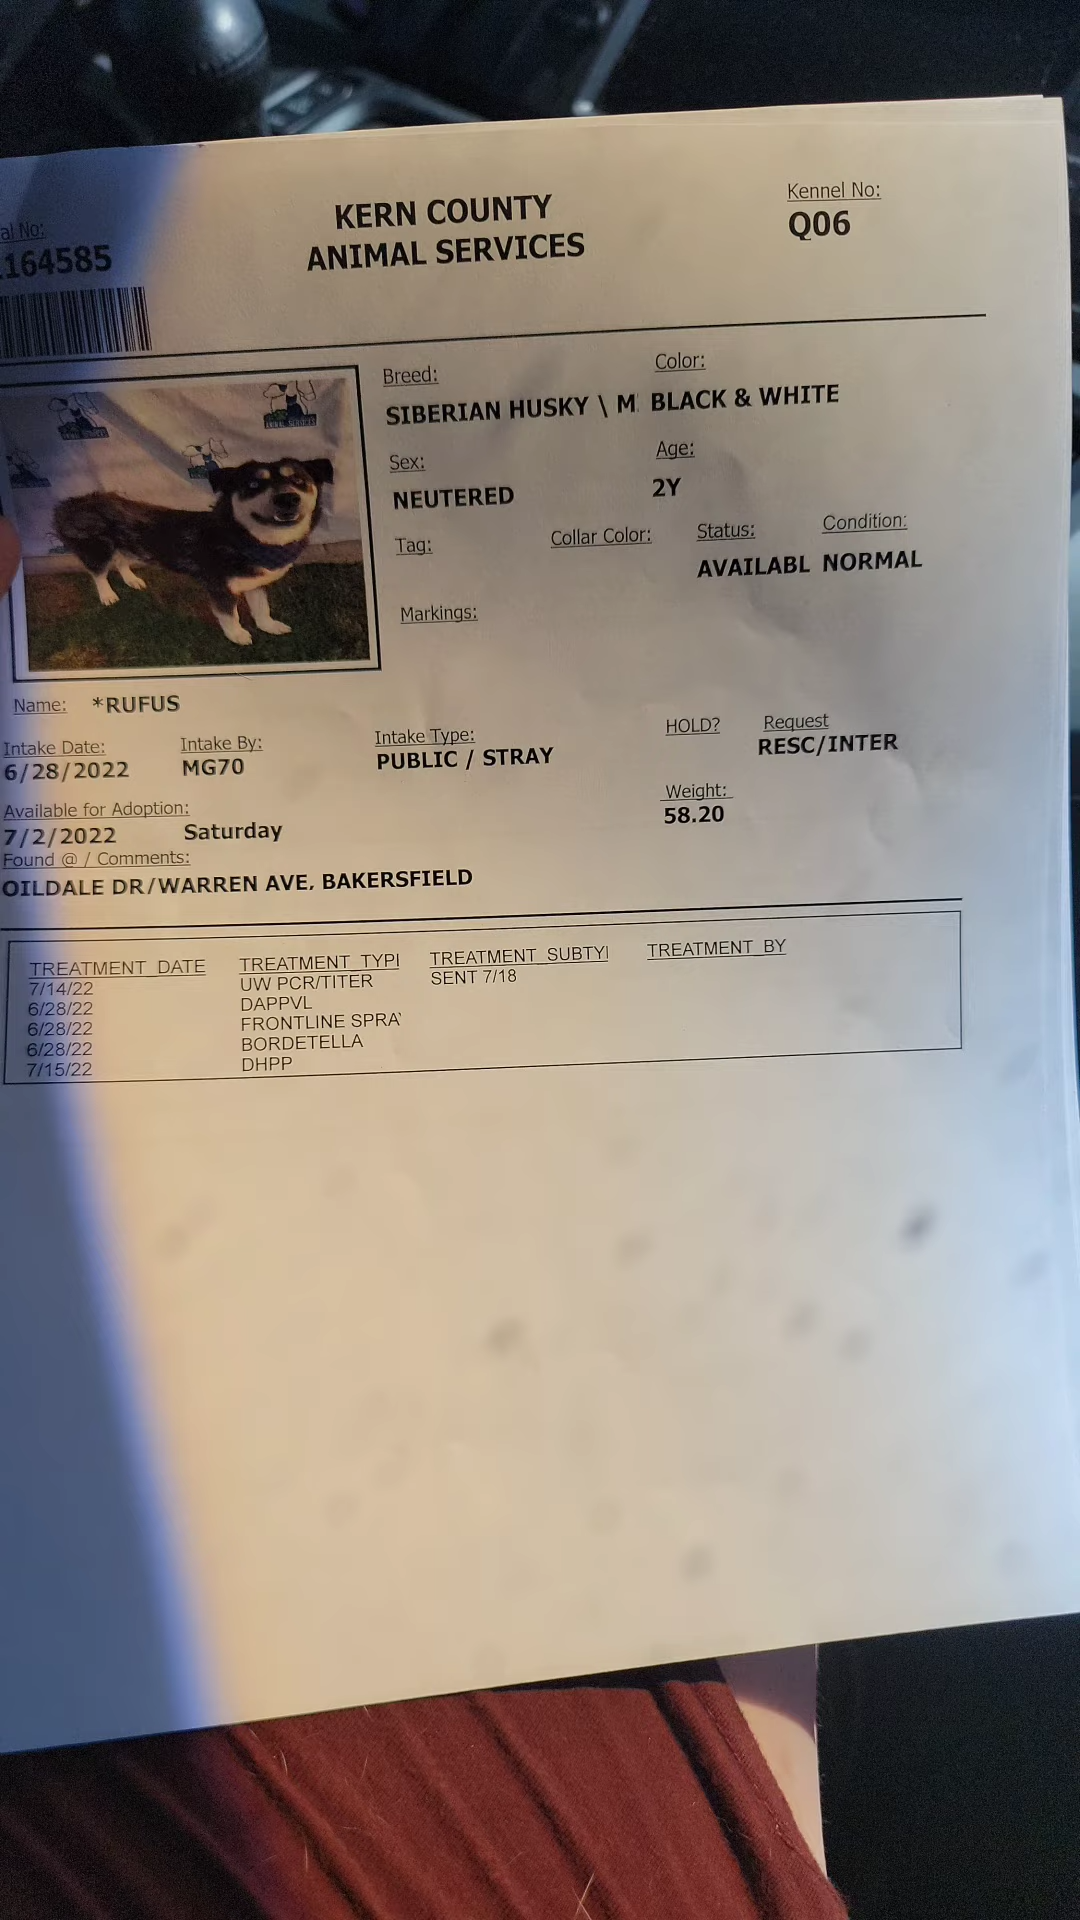 KERN COUNTY
ANIMAL SERVICES
Kennel No:
Q06
al No:
164585
Breed:
SIBERIAN HUSKY \ M
Color:
BLACK & WHITE
Sex:
NEUTERED
Age:
2Y
Tag:
Collar Color:
Status:
AVAILABL
Condition:
NORMAL
Markings:
Name: *RUFUS
Intake Date:
6/28/2022
Intake By:
MG70
Intake Type:
PUBLIC / STRAY
HOLD?
Request
RESC/INTER
Available for Adoption:
7/2/2022 Saturday
Weight:
58.20
Found @ / Comments:
OILDALE DR/WARREN AVE, BAKERSFIELD
TREATMENT_DATE TREATMENT_TYPI TREATMENT_SUBTYI TREATMENT_BY
7/14/22 UW PCR/TITER SENT 7/18
6/28/22 DAPPVL
6/28/22 FRONTLINE SPRA
6/28/22 BORDETELLA
7/15/22 DHPP